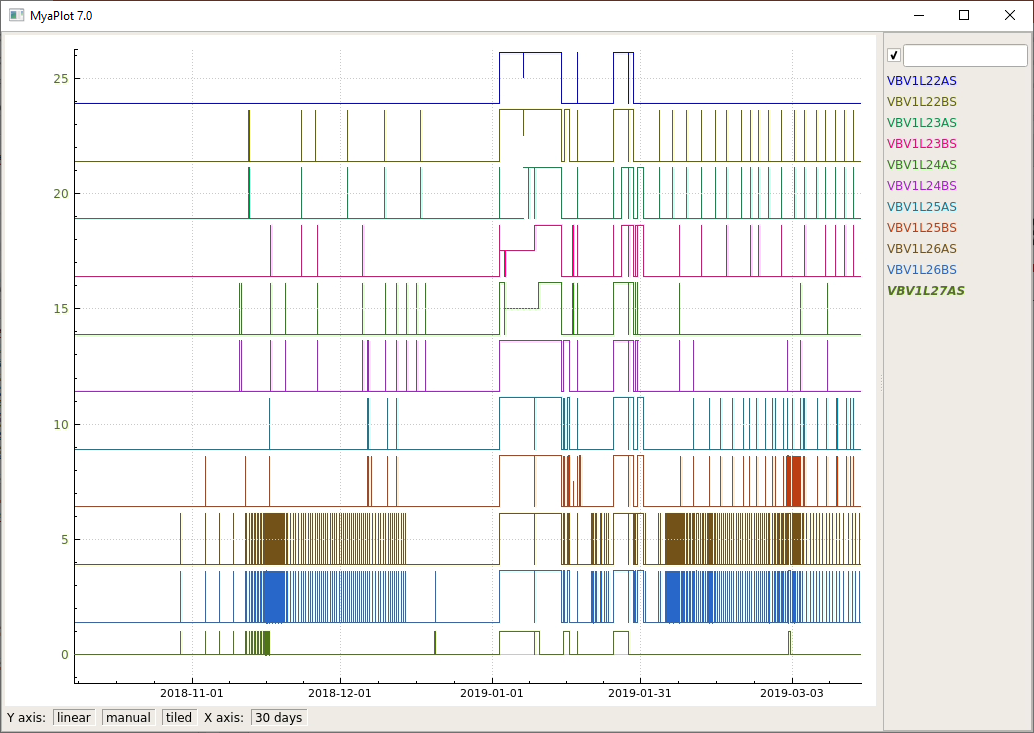 MyaPlot 7.0
25
20
15
10
5
0
2018-11-01 2018-12-01 2019-01-01 2019-01-31 2019-03-03
Y axis: linear manual tiled X axis: 30 days
VBV1L22AS
VBV1L22BS
VBV1L23AS
VBV1L23BS
VBV1L24AS
VBV1L24BS
VBV1L25AS
VBV1L25BS
VBV1L26AS
VBV1L26BS
VBV1L27AS